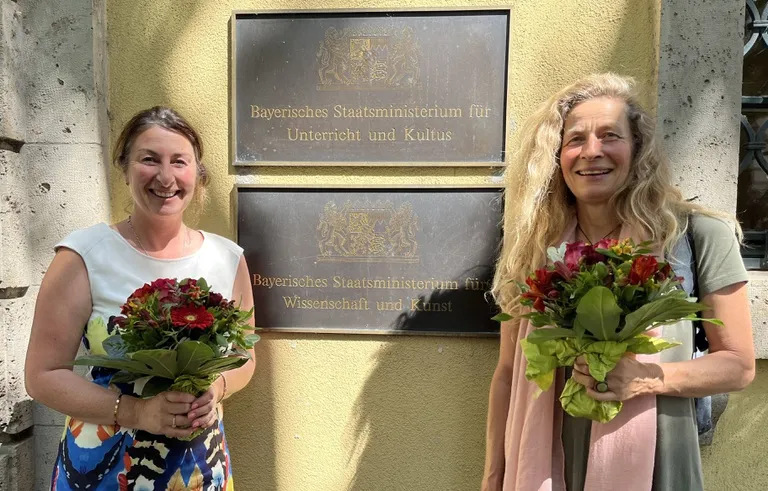 Bayerisches Staatsministerium für
Unterricht und Kultus
Bayerisches Staatsministerium für
Wissenschaft und Kunst